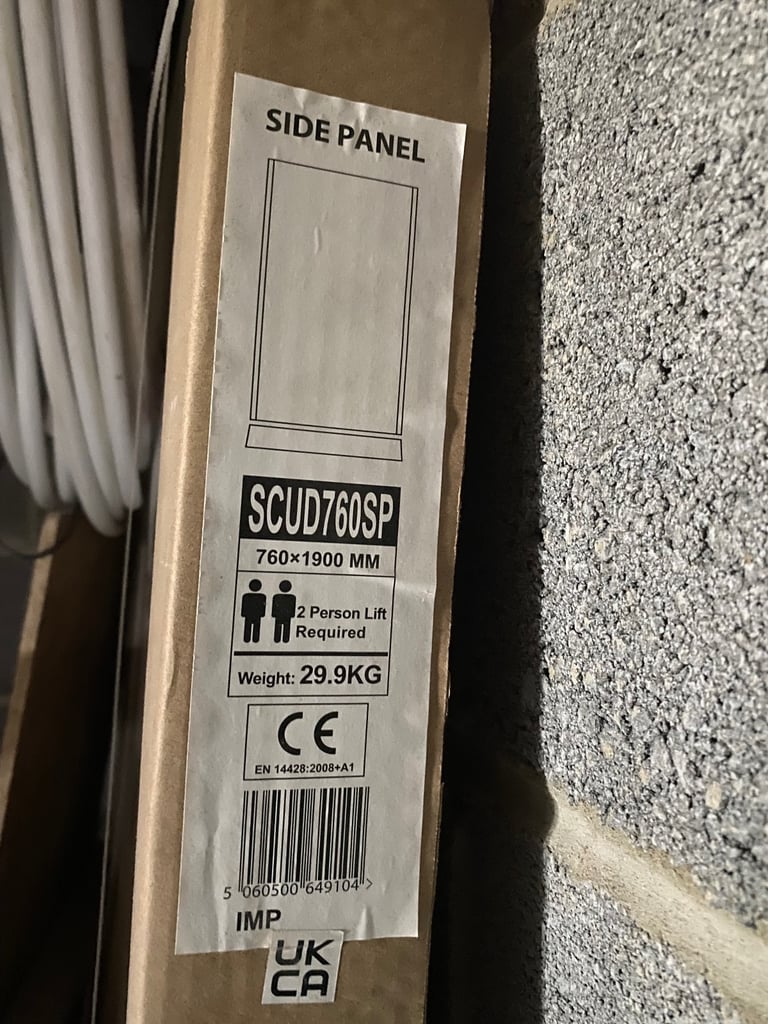 SIDE PANEL
SCUD760SP
760×1900 MM
2 Person Lift
Required
Weight: 29.9KG
CE
EN 14428:2008+A1
5 060500 649104 >
IMP
UK
CA